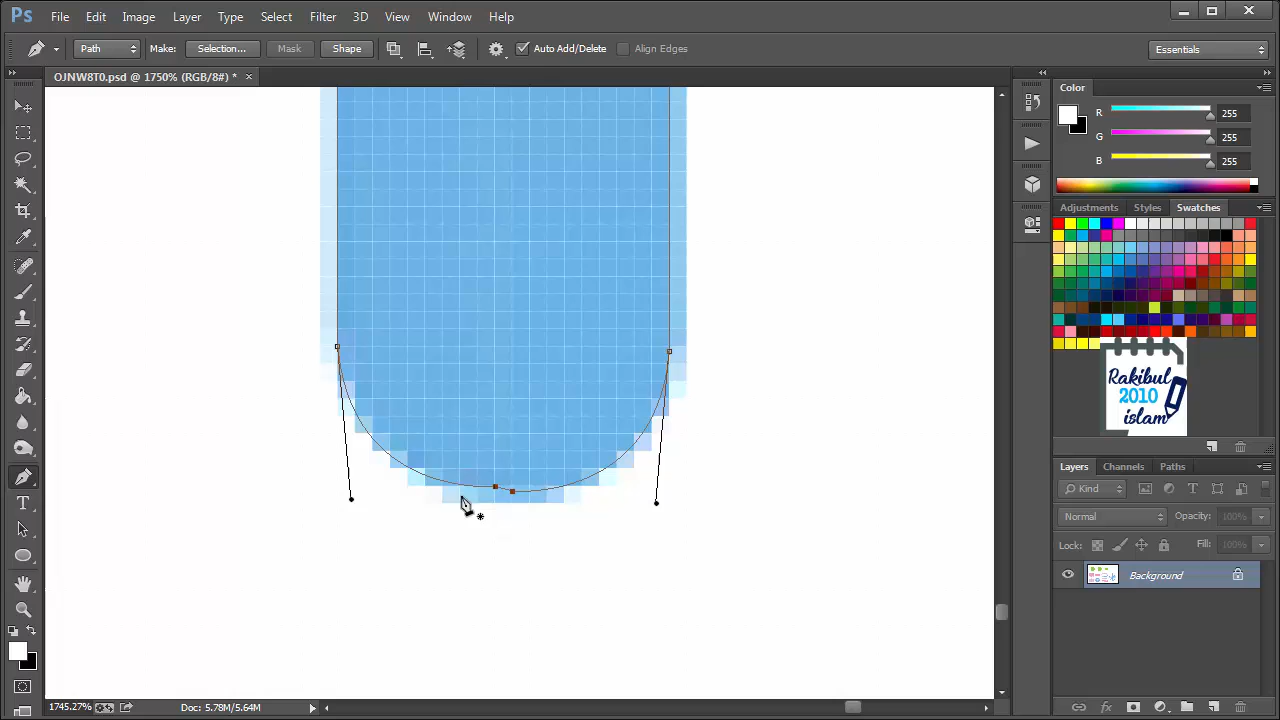 Ps File Edit Image Layer Type Select Filter 3D View Window Help
Path Make: Selection... Mask Shape Auto Add/Delete Align Edges Essentials
OJNW8T0.psd @ 1750% (RGB/8#) *
Color
R 255
G 255
B 255
Adjustments Styles Swatches
Rakibul
2010
islam
Layers Channels Paths
Kind
Normal Opacity: 100%
Lock: Fill: 100%
Background
1745.27% Doc: 5.78M/5.64M